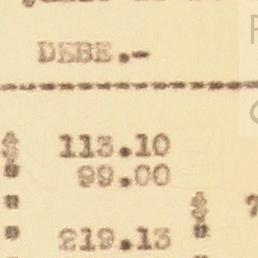 DEBE.-
$ 113.10
: 99.00
: 219.13 $